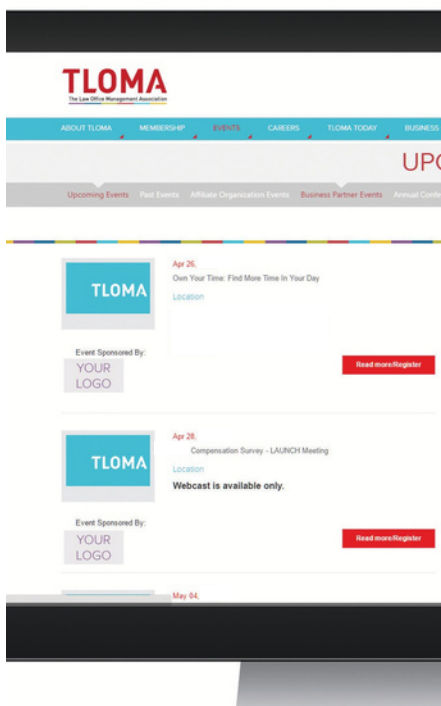 TLOMA
The Law Office Management Association
ABOUT TLOMA MEMBERSHIP EVENTS CAREERS TLOMA TODAY BUSINESS
UPC
Upcoming Events Past Events Affiliate Organization Events Business Partner Events Annual Confe
Apr 26,
Own Your Time: Find More Time In Your Day
Location
TLOMA
Event Sponsored By:
YOUR
LOGO
Read more/Register
Apr 28,
Compensation Survey - LAUNCH Meeting
Location
Webcast is available only.
TLOMA
Event Sponsored By:
YOUR
LOGO
Read more/Register
May 04,